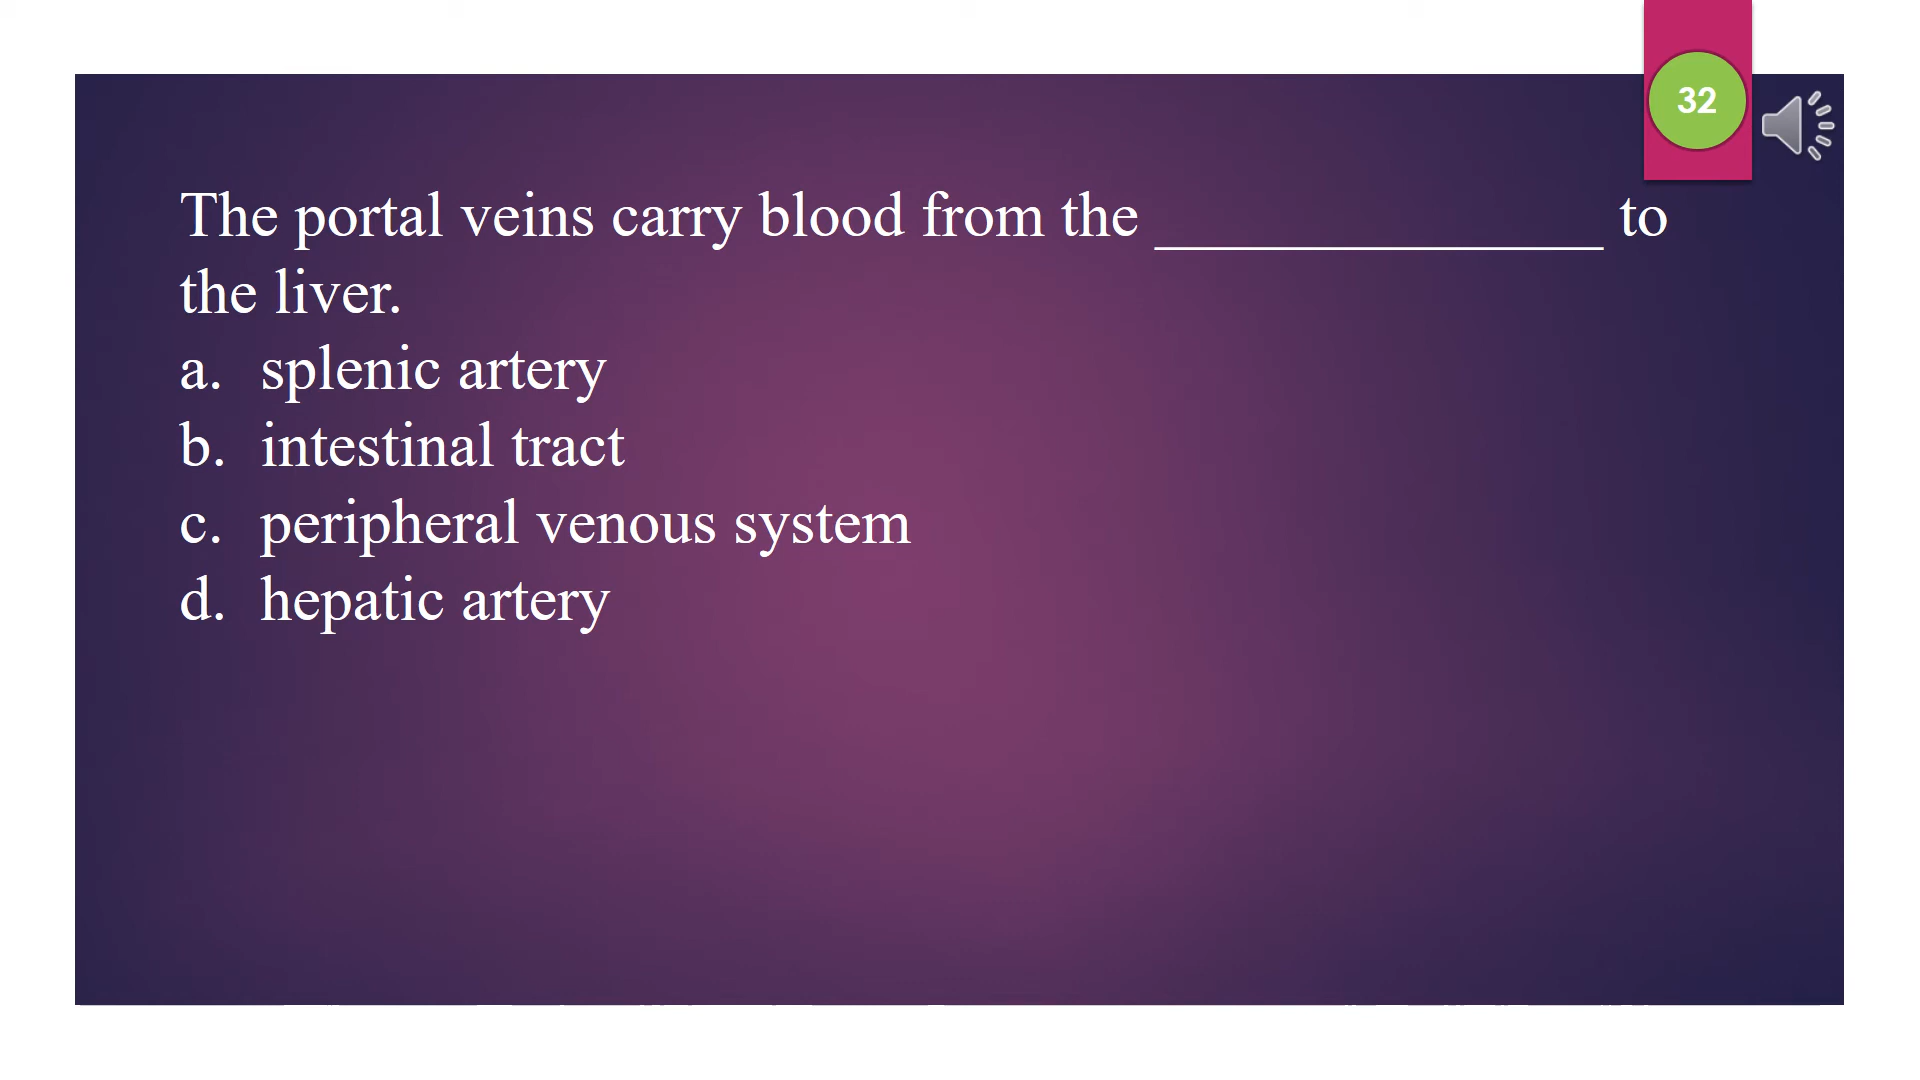 32
The portal veins carry blood from the ________________ to
the liver.
a. splenic artery
b. intestinal tract
c. peripheral venous system
d. hepatic artery